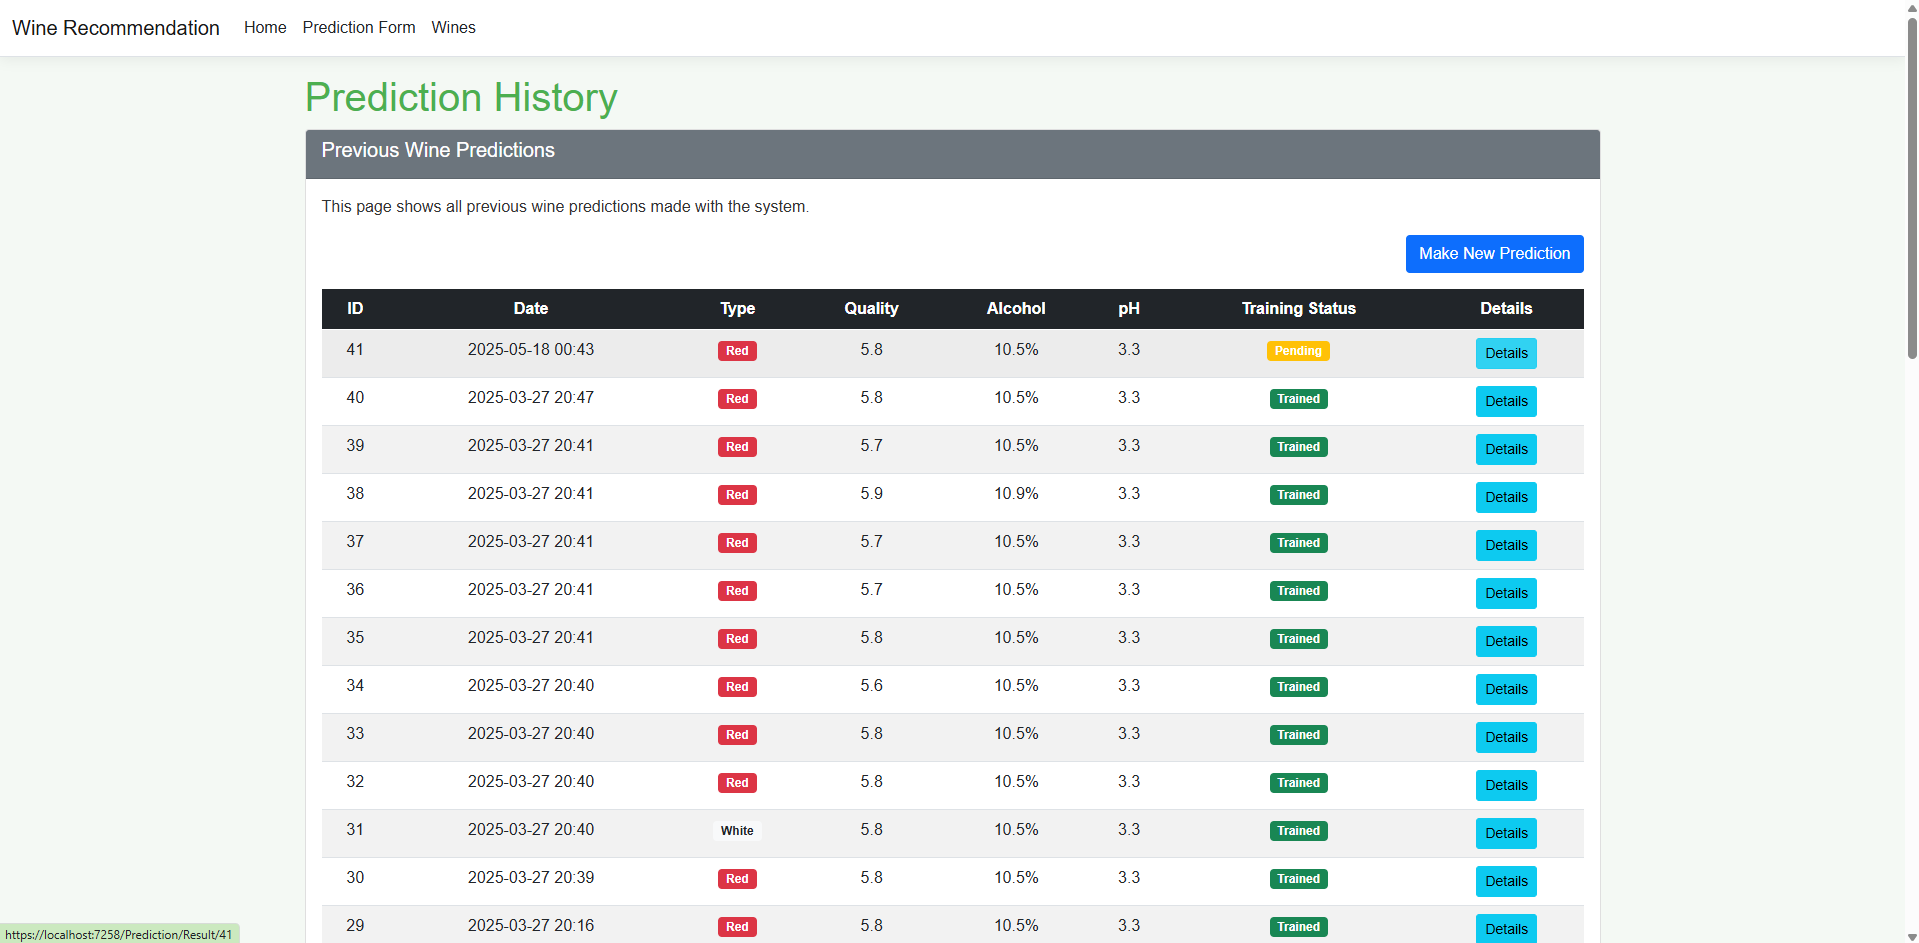 Wine Recommendation Home Prediction Form Wines
Prediction History
Previous Wine Predictions
This page shows all previous wine predictions made with the system.
Make New Prediction
ID Date Type Quality Alcohol pH Training Status Details
41 2025-05-18 00:43 Red 5.8 10.5% 3.3 Pending Details
40 2025-03-27 20:47 Red 5.8 10.5% 3.3 Trained Details
39 2025-03-27 20:41 Red 5.7 10.5% 3.3 Trained Details
38 2025-03-27 20:41 Red 5.9 10.9% 3.3 Trained Details
37 2025-03-27 20:41 Red 5.7 10.5% 3.3 Trained Details
36 2025-03-27 20:41 Red 5.7 10.5% 3.3 Trained Details
35 2025-03-27 20:41 Red 5.8 10.5% 3.3 Trained Details
34 2025-03-27 20:40 Red 5.6 10.5% 3.3 Trained Details
33 2025-03-27 20:40 Red 5.8 10.5% 3.3 Trained Details
32 2025-03-27 20:40 Red 5.8 10.5% 3.3 Trained Details
31 2025-03-27 20:40 White 5.8 10.5% 3.3 Trained Details
30 2025-03-27 20:39 Red 5.8 10.5% 3.3 Trained Details
29 2025-03-27 20:16 Red 5.8 10.5% 3.3 Trained Details
https://localhost:7258/Prediction/Result/41